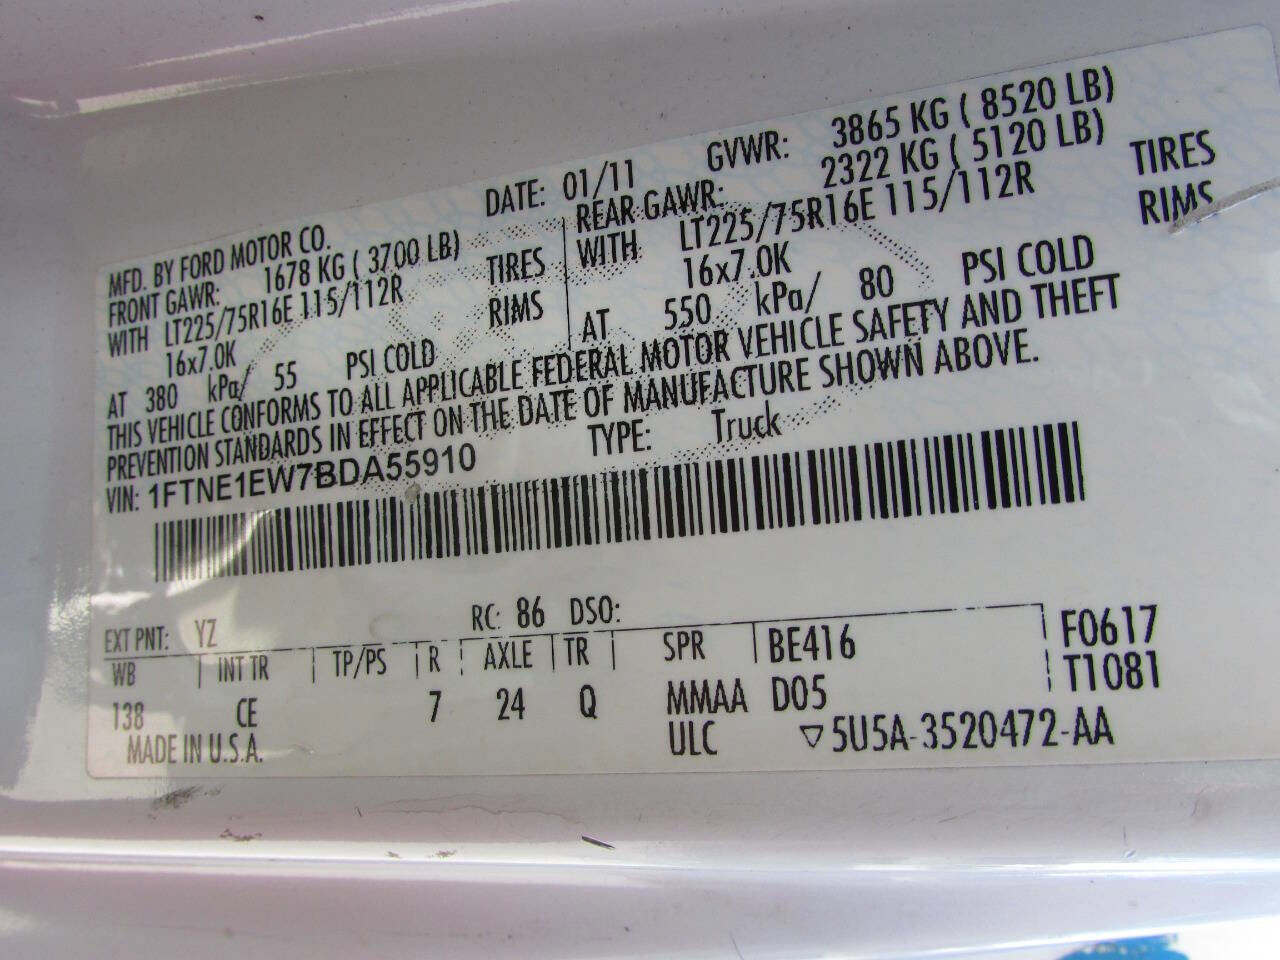 MFD. BY FORD MOTOR CO. DATE: 01/11 GVWR: 3865 KG ( 8520 LB)
FRONT GAWR: 1678 KG ( 3700 LB)
WITH LT225/75R16E 115/112R TIRES
16x7.0K RIMS
AT 380 kPa/ 55 PSI COLD
REAR GAWR: 2322 KG ( 5120 LB)
WITH LT225/75R16E 115/112R TIRES
16x7.0K RIMS
AT 550 kPa/ 80 PSI COLD
THIS VEHICLE CONFORMS TO ALL APPLICABLE FEDERAL MOTOR VEHICLE SAFETY AND THEFT
PREVENTION STANDARDS IN EFFECT ON THE DATE OF MANUFACTURE SHOWN ABOVE.
VIN: 1FTNE1EW7BDA55910 TYPE: Truck
EXT PNT: YZ RC: 86 DSO:
WB INT TR TP/PS R AXLE TR SPR BE416 F0617
138 CE 7 24 Q MMAA D05 T1081
MADE IN U.S.A. ULC ▽5U5A-3520472-AA